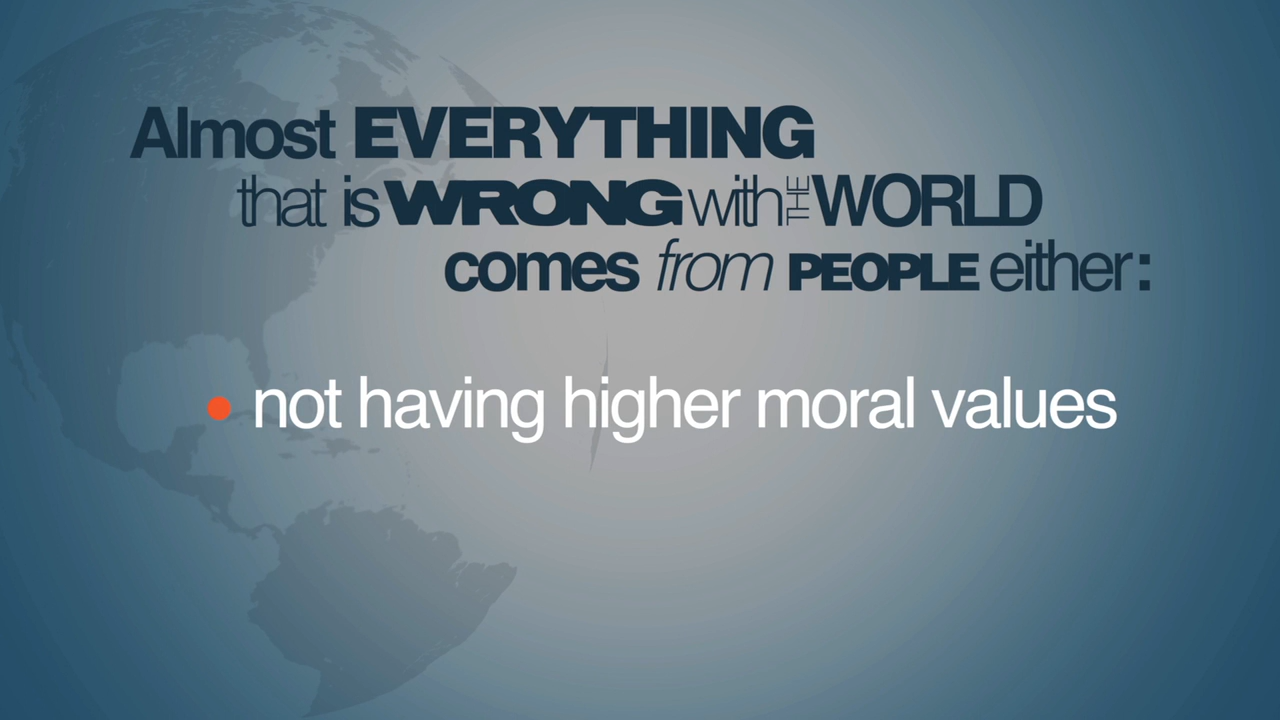 Almost EVERYTHING
that is WRONG with THE WORLD
comes from PEOPLE either:
• not having higher moral values